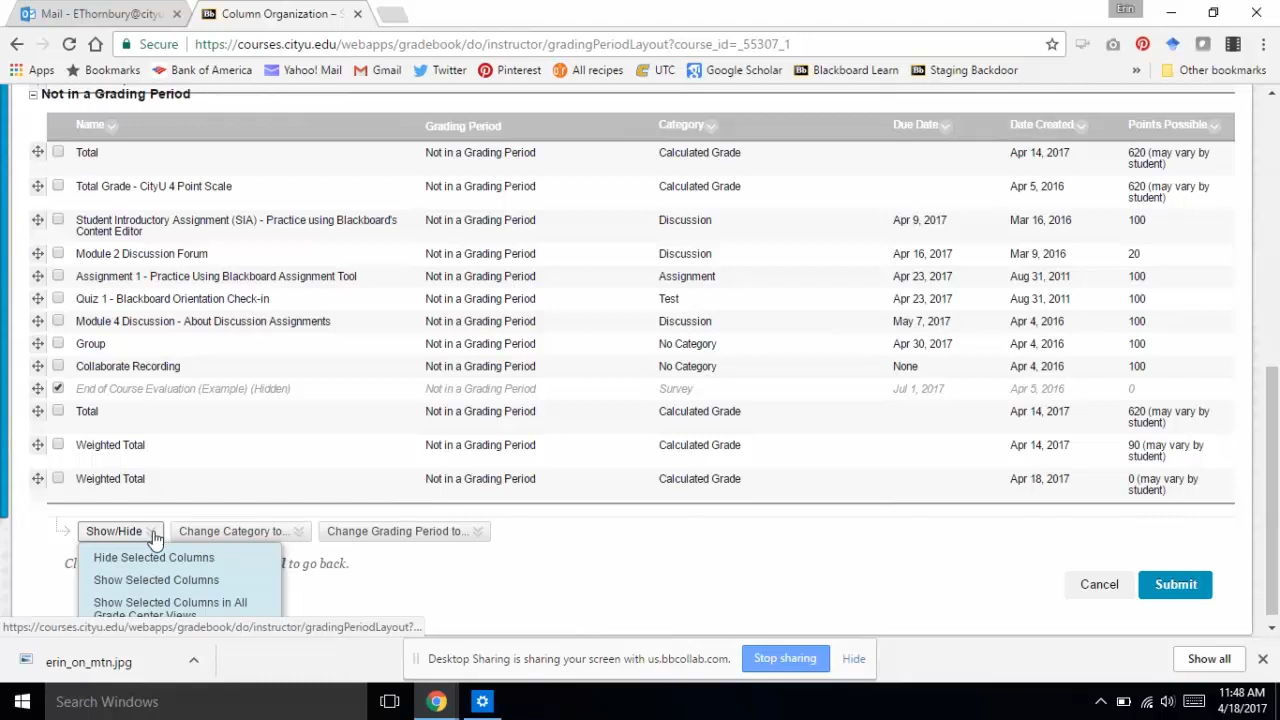 Mail - EThornbury@cityu
Column Organization –
Erin
Secure
https://courses.cityu.edu/webapps/gradebook/do/instructor/gradingPeriodLayout?course_id=_55307_1
Apps
Bookmarks
Bank of America
Yahoo! Mail
Gmail
Twitter
Pinterest
All recipes
UTC
Google Scholar
Blackboard Learn
Staging Backdoor
»
Other bookmarks
Not in a Grading Period
Name Grading Period Category Due Date Date Created Points Possible
Total Not in a Grading Period Calculated Grade Apr 14, 2017 620 (may vary by
student)
Total Grade - CityU 4 Point Scale Not in a Grading Period Calculated Grade Apr 5, 2016 620 (may vary by
student)
Student Introductory Assignment (SIA) - Practice using Blackboard's Not in a Grading Period Discussion Apr 9, 2017 Mar 16, 2016 100
Content Editor
Module 2 Discussion Forum Not in a Grading Period Discussion Apr 16, 2017 Mar 9, 2016 20
Assignment 1 - Practice Using Blackboard Assignment Tool Not in a Grading Period Assignment Apr 23, 2017 Aug 31, 2011 100
Quiz 1 - Blackboard Orientation Check-in Not in a Grading Period Test Apr 23, 2017 Aug 31, 2011 100
Module 4 Discussion - About Discussion Assignments Not in a Grading Period Discussion May 7, 2017 Apr 4, 2016 100
Group Not in a Grading Period No Category Apr 30, 2017 Apr 4, 2016 100
Collaborate Recording Not in a Grading Period No Category None Apr 4, 2016 100
End of Course Evaluation (Example) (Hidden) Not in a Grading Period Survey Jul 1, 2017 Apr 5, 2016 0
Total Not in a Grading Period Calculated Grade Apr 14, 2017 620 (may vary by
student)
Weighted Total Not in a Grading Period Calculated Grade Apr 14, 2017 90 (may vary by
student)
Weighted Total Not in a Grading Period Calculated Grade Apr 18, 2017 0 (may vary by
student)
Show/Hide Change Category to... Change Grading Period to...
Hide Selected Columns
to go back.
Show Selected Columns
Show Selected Columns in All
Grade Center Views
Cancel Submit
https://courses.cityu.edu/webapps/gradebook/do/instructor/gradingPeriodLayout?...
erin_on_mtn.jpg
Desktop Sharing is sharing your screen with us.bbcollab.com.
Stop sharing
Hide
Show all
Search Windows
11:48 AM
4/18/2017